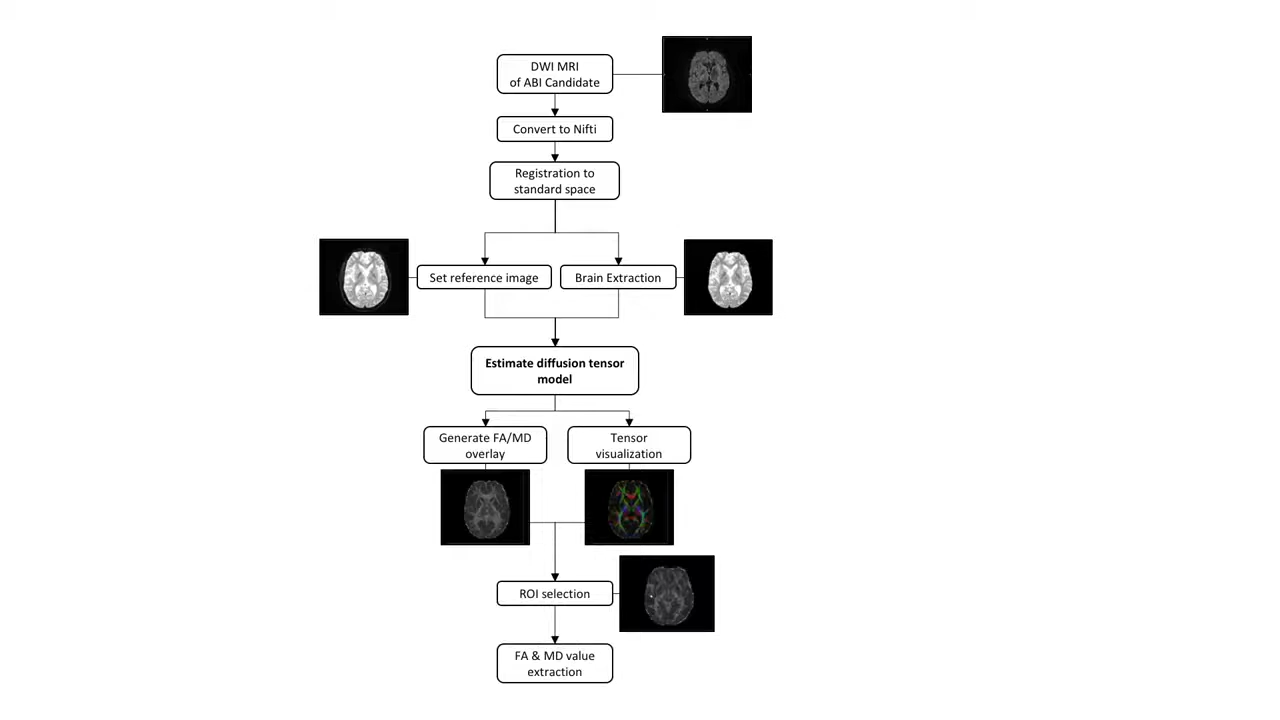 DWI MRI
of ABI Candidate
Convert to Nifti
Registration to
standard space
Set reference image
Brain Extraction
Estimate diffusion tensor
model
Generate FA/MD
overlay
Tensor
visualization
ROI selection
FA & MD value
extraction